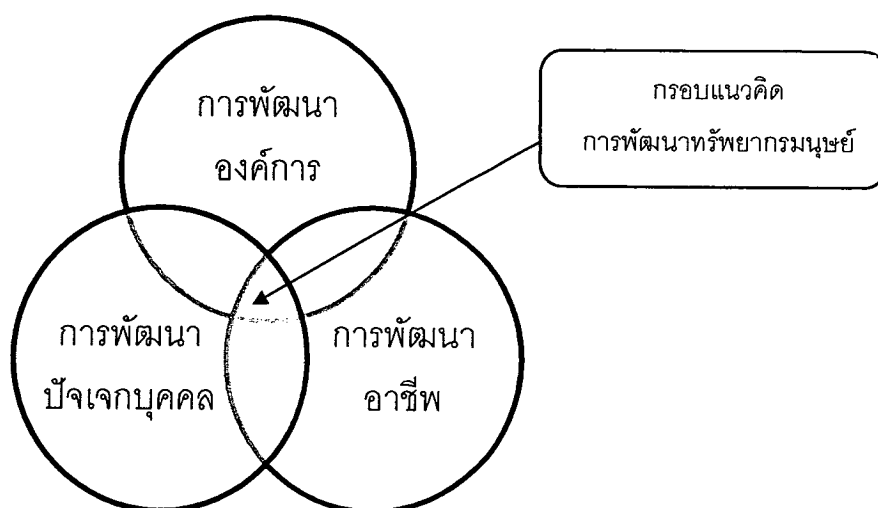 การพัฒนา
องค์การ
กรอบแนวคิด
การพัฒนาทรัพยากรมนุษย์
การพัฒนา
ปัจเจกบุคคล
การพัฒนา
อาชีพ